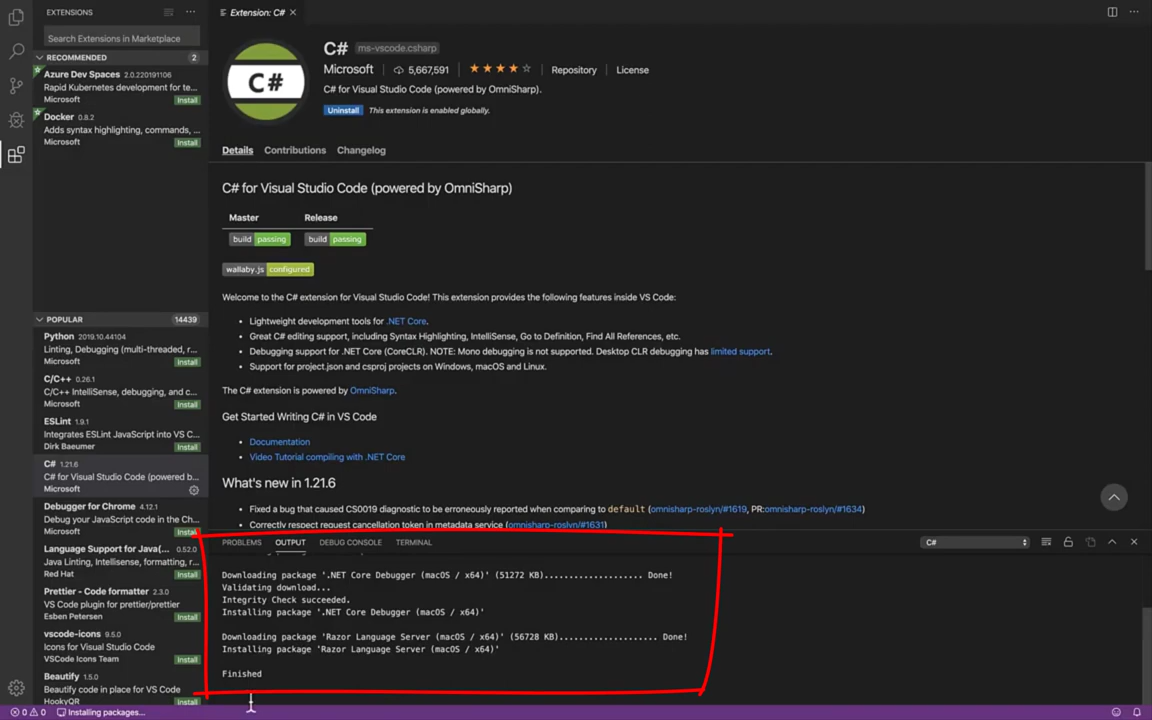 EXTENSIONS
Search Extensions in Marketplace
RECOMMENDED 2
Azure Dev Spaces 2.0.220191106
Rapid Kubernetes development for te...
Microsoft Install
Docker 0.8.2
Adds syntax highlighting, commands, ...
Microsoft Install
POPULAR 14439
Python 2019.10.44104
Linting, Debugging (multi-threaded, r...
Microsoft Install
C/C++ 0.26.1
C/C++ IntelliSense, debugging, and c...
Microsoft Install
ESLint 1.9.1
Integrates ESLint JavaScript into VS C...
Dirk Baeumer Install
C# 1.21.6
C# for Visual Studio Code (powered b...
Microsoft
Debugger for Chrome 4.12.1
Debug your JavaScript code in the Ch...
Microsoft Install
Language Support for Java(... 0.52.0
Java Linting, Intellisense, formatting, r...
Red Hat Install
Prettier - Code formatter 2.3.0
VS Code plugin for prettier/prettier
Esben Petersen Install
vscode-icons 9.5.0
Icons for Visual Studio Code
VSCode Icons Team Install
Beautify 1.5.0
Beautify code in place for VS Code
HookyQR Install
Extension: C#
C#
C# ms-vscode.csharp
Microsoft 5,667,591 Repository License
C# for Visual Studio Code (powered by OmniSharp).
Uninstall This extension is enabled globally.
Details Contributions Changelog
C# for Visual Studio Code (powered by OmniSharp)
Master Release
build passing build passing
wallaby.js configured
Welcome to the C# extension for Visual Studio Code! This extension provides the following features inside VS Code:
• Lightweight development tools for .NET Core.
• Great C# editing support, including Syntax Highlighting, IntelliSense, Go to Definition, Find All References, etc.
• Debugging support for .NET Core (CoreCLR). NOTE: Mono debugging is not supported. Desktop CLR debugging has limited support.
• Support for project.json and csproj projects on Windows, macOS and Linux.
The C# extension is powered by OmniSharp.
Get Started Writing C# in VS Code
• Documentation
• Video Tutorial compiling with .NET Core
What's new in 1.21.6
• Fixed a bug that caused CS0019 diagnostic to be erroneously reported when comparing to default (omnisharp-roslyn/#1619, PR:omnisharp-roslyn/#1634)
• Correctly respect request cancellation token in metadata service (omnisharp-roslyn/#1631)
PROBLEMS OUTPUT DEBUG CONSOLE TERMINAL C#
Downloading package '.NET Core Debugger (macOS / x64)' (51272 KB)..................... Done!
Validating download...
Integrity Check succeeded.
Installing package '.NET Core Debugger (macOS / x64)'
Downloading package 'Razor Language Server (macOS / x64)' (56728 KB).................... Done!
Installing package 'Razor Language Server (macOS / x64)'
Finished
0 0 Installing packages...